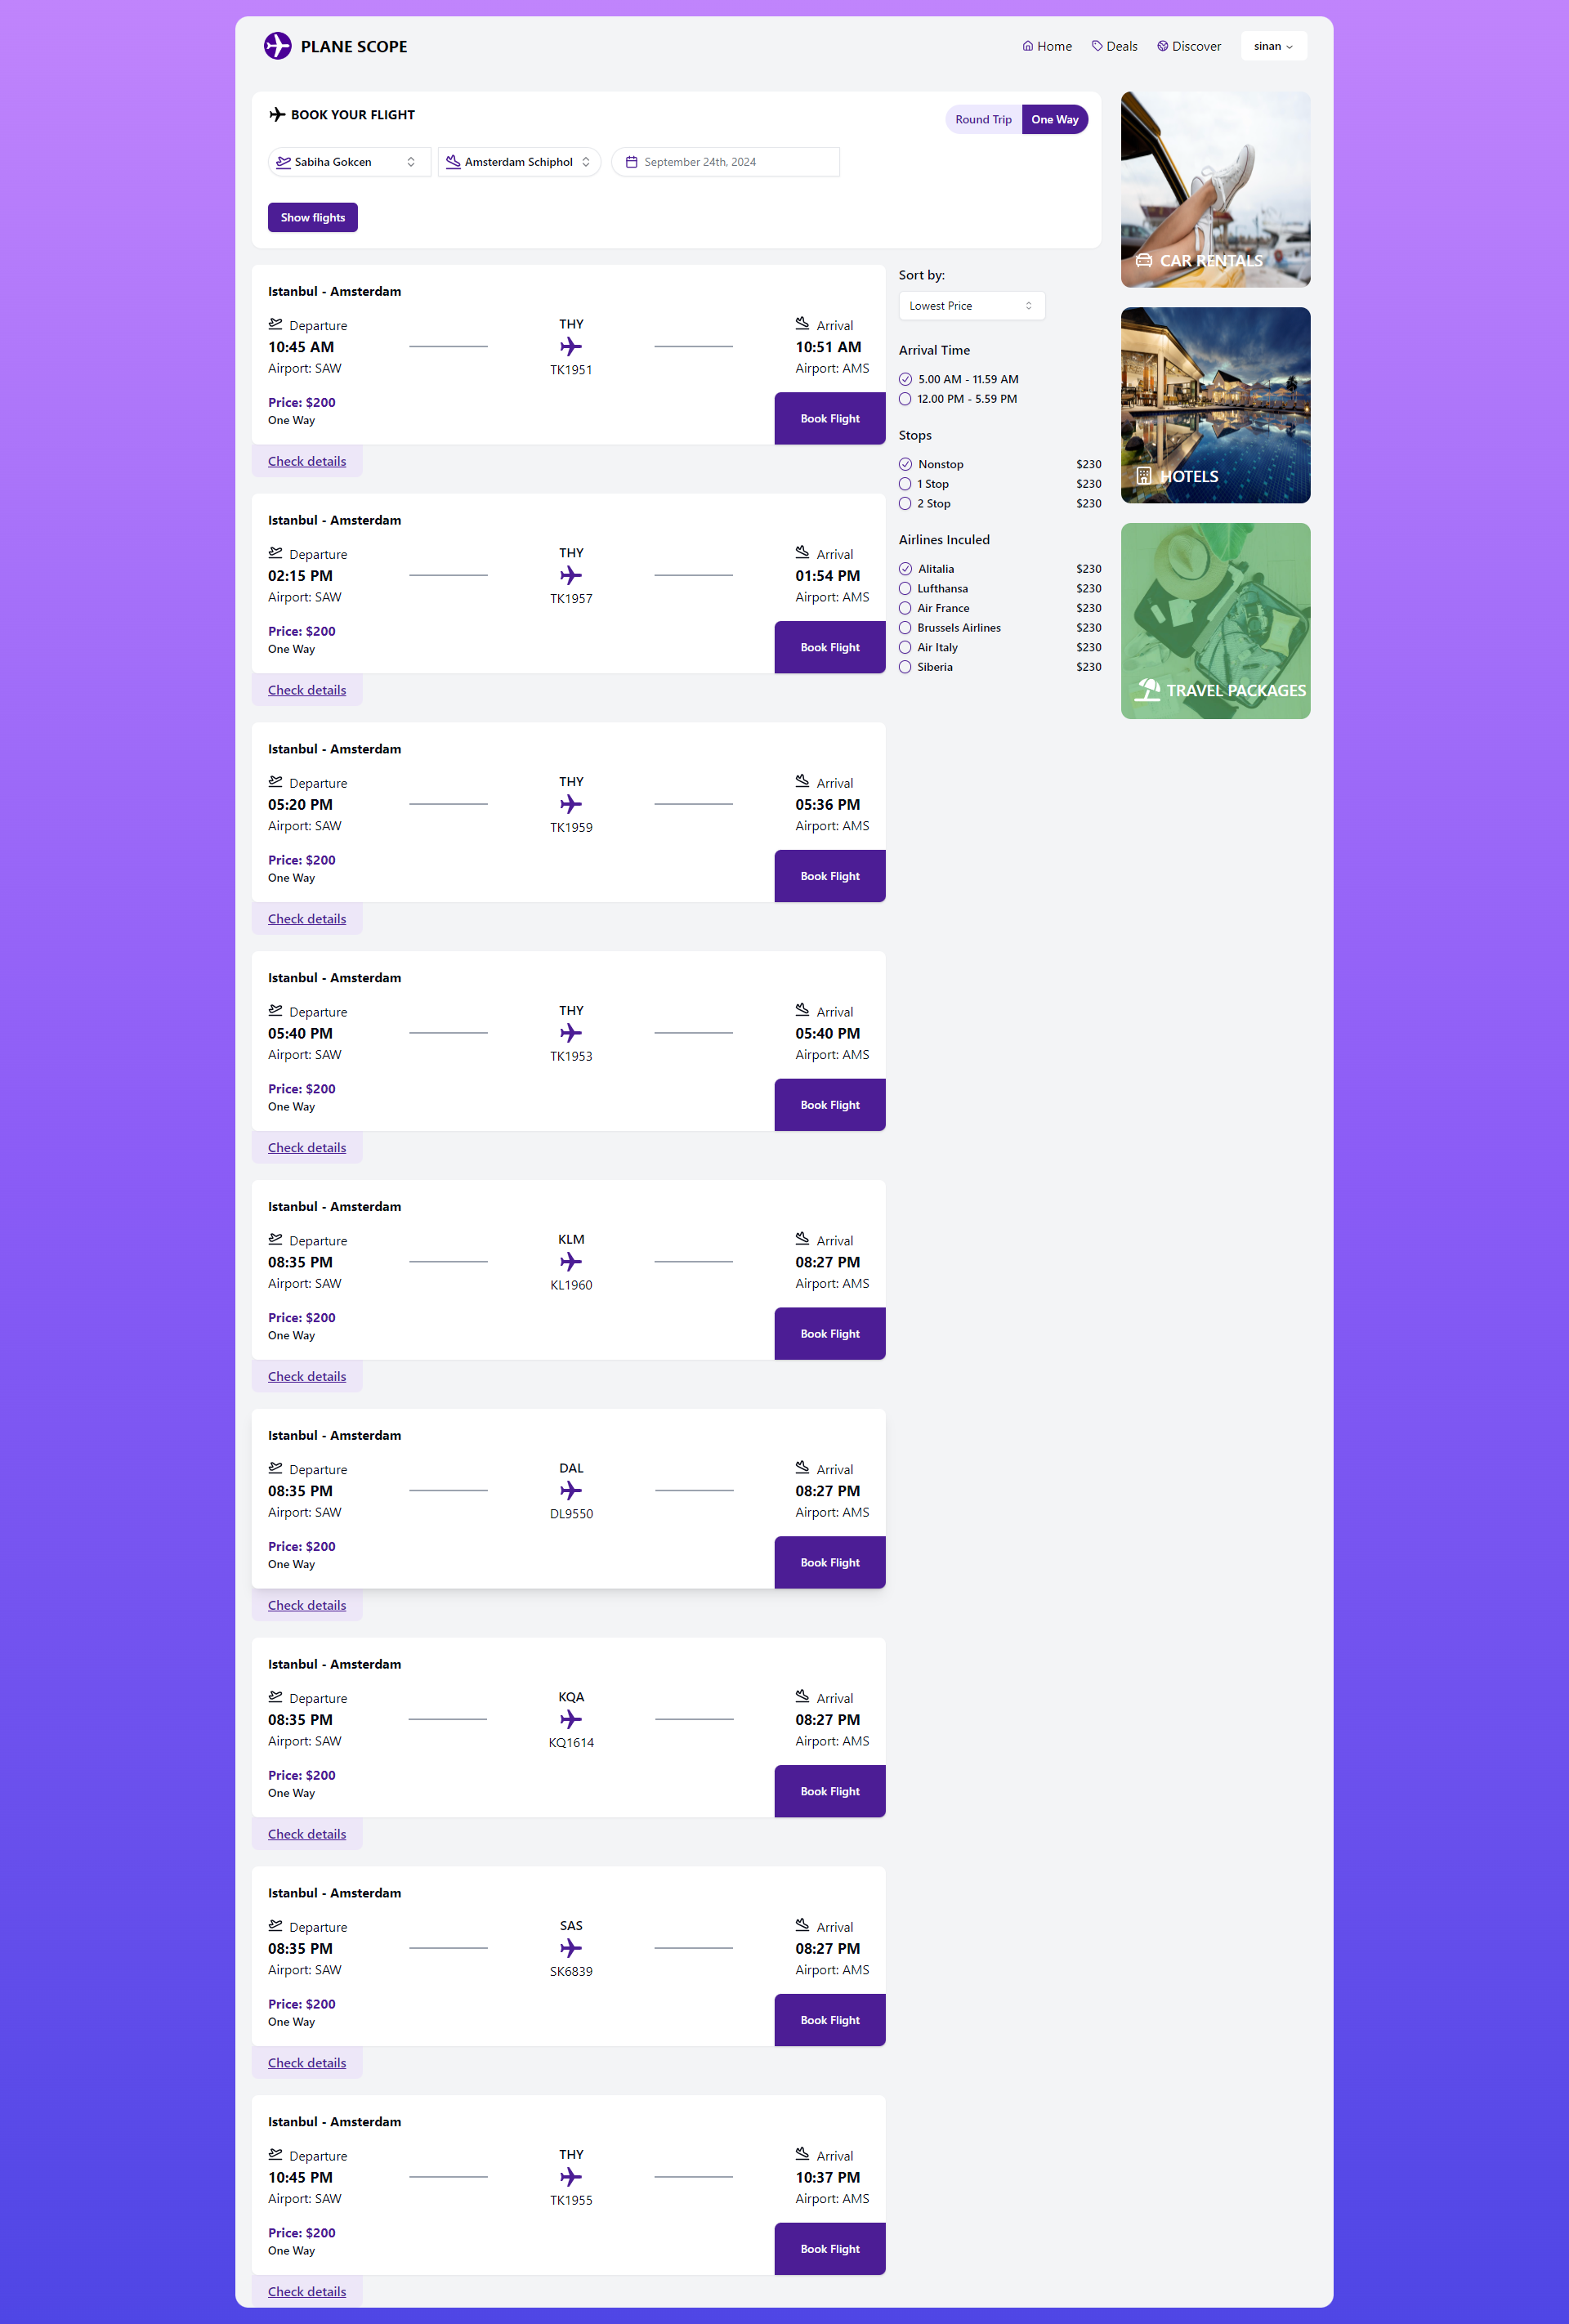 PLANE SCOPE
Home Deals Discover sinan
BOOK YOUR FLIGHT
Round Trip One Way
Sabiha Gokcen Amsterdam Schiphol September 24th, 2024
Show flights
Istanbul - Amsterdam
Departure THY Arrival
10:45 AM 10:51 AM
Airport: SAW TK1951 Airport: AMS
Price: $200
One Way
Book Flight
Check details
Istanbul - Amsterdam
Departure THY Arrival
02:15 PM 01:54 PM
Airport: SAW TK1957 Airport: AMS
Price: $200
One Way
Book Flight
Check details
Istanbul - Amsterdam
Departure THY Arrival
05:20 PM 05:36 PM
Airport: SAW TK1959 Airport: AMS
Price: $200
One Way
Book Flight
Check details
Istanbul - Amsterdam
Departure THY Arrival
05:40 PM 05:40 PM
Airport: SAW TK1953 Airport: AMS
Price: $200
One Way
Book Flight
Check details
Istanbul - Amsterdam
Departure KLM Arrival
08:35 PM 08:27 PM
Airport: SAW KL1960 Airport: AMS
Price: $200
One Way
Book Flight
Check details
Istanbul - Amsterdam
Departure DAL Arrival
08:35 PM 08:27 PM
Airport: SAW DL9550 Airport: AMS
Price: $200
One Way
Book Flight
Check details
Istanbul - Amsterdam
Departure KQA Arrival
08:35 PM 08:27 PM
Airport: SAW KQ1614 Airport: AMS
Price: $200
One Way
Book Flight
Check details
Istanbul - Amsterdam
Departure SAS Arrival
08:35 PM 08:27 PM
Airport: SAW SK6839 Airport: AMS
Price: $200
One Way
Book Flight
Check details
Istanbul - Amsterdam
Departure THY Arrival
10:45 PM 10:37 PM
Airport: SAW TK1955 Airport: AMS
Price: $200
One Way
Book Flight
Check details
Sort by:
Lowest Price
Arrival Time
5.00 AM - 11.59 AM
12.00 PM - 5.59 PM
Stops
Nonstop $230
1 Stop $230
2 Stop $230
Airlines Inculed
Alitalia $230
Lufthansa $230
Air France $230
Brussels Airlines $230
Air Italy $230
Siberia $230
CAR RENTALS
HOTELS
TRAVEL PACKAGES